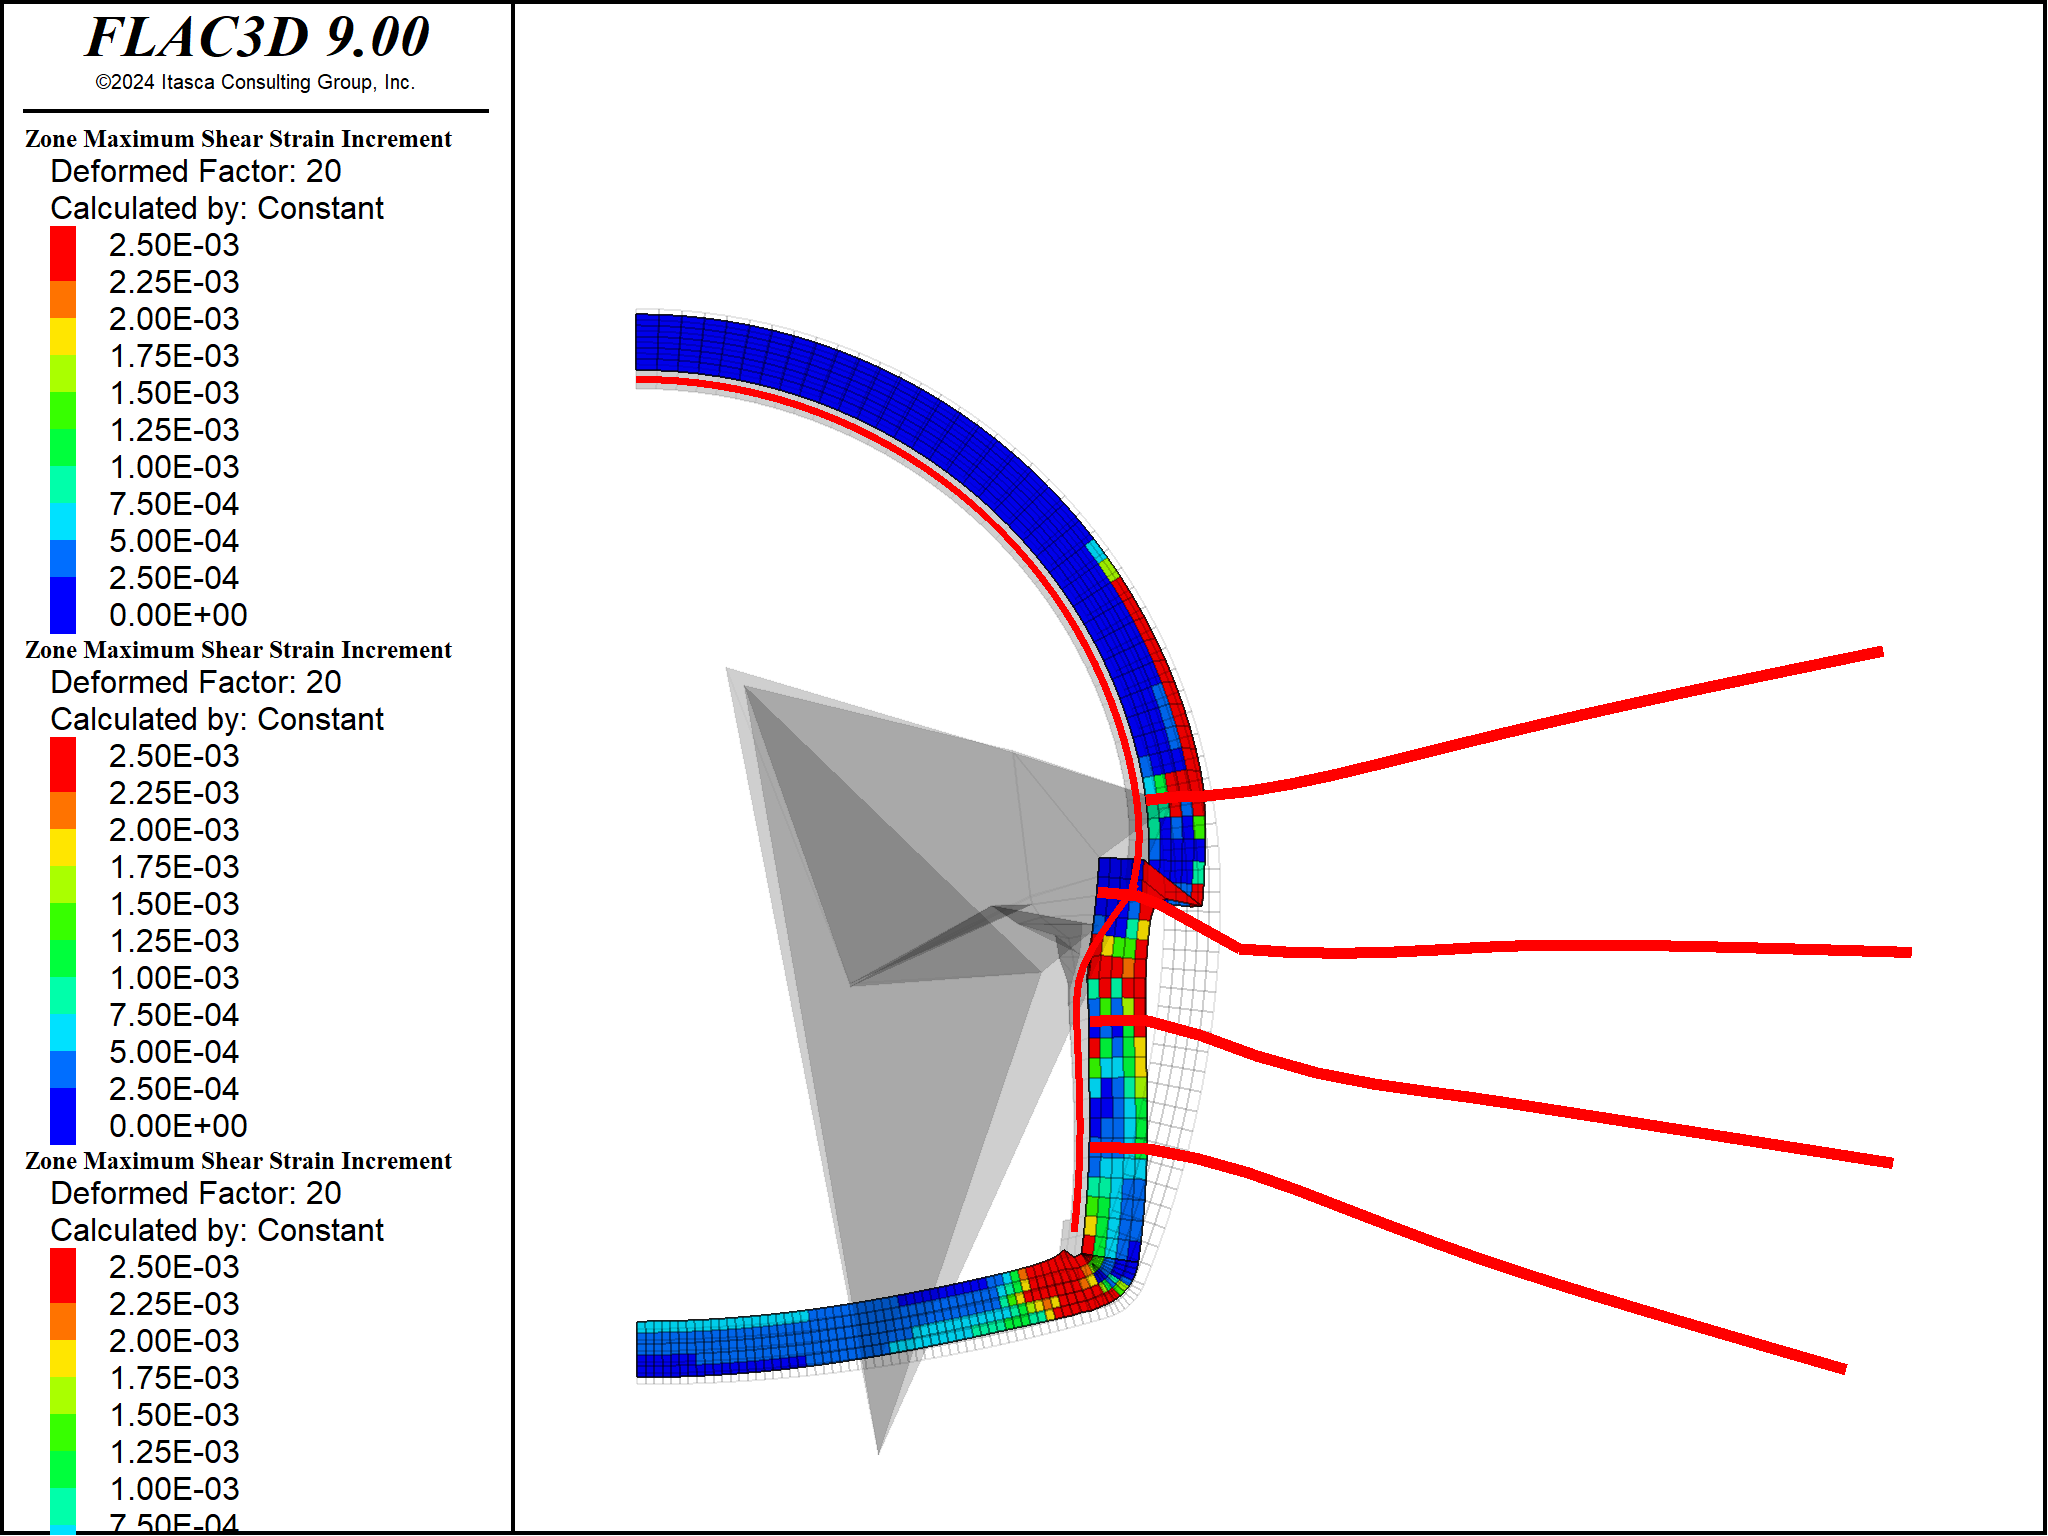 FLAC3D 9.00
©2024 Itasca Consulting Group, Inc.
Zone Maximum Shear Strain Increment
Deformed Factor: 20
Calculated by: Constant
2.50E-03
2.25E-03
2.00E-03
1.75E-03
1.50E-03
1.25E-03
1.00E-03
7.50E-04
5.00E-04
2.50E-04
0.00E+00
Zone Maximum Shear Strain Increment
Deformed Factor: 20
Calculated by: Constant
2.50E-03
2.25E-03
2.00E-03
1.75E-03
1.50E-03
1.25E-03
1.00E-03
7.50E-04
5.00E-04
2.50E-04
0.00E+00
Zone Maximum Shear Strain Increment
Deformed Factor: 20
Calculated by: Constant
2.50E-03
2.25E-03
2.00E-03
1.75E-03
1.50E-03
1.25E-03
1.00E-03
7.50E-04